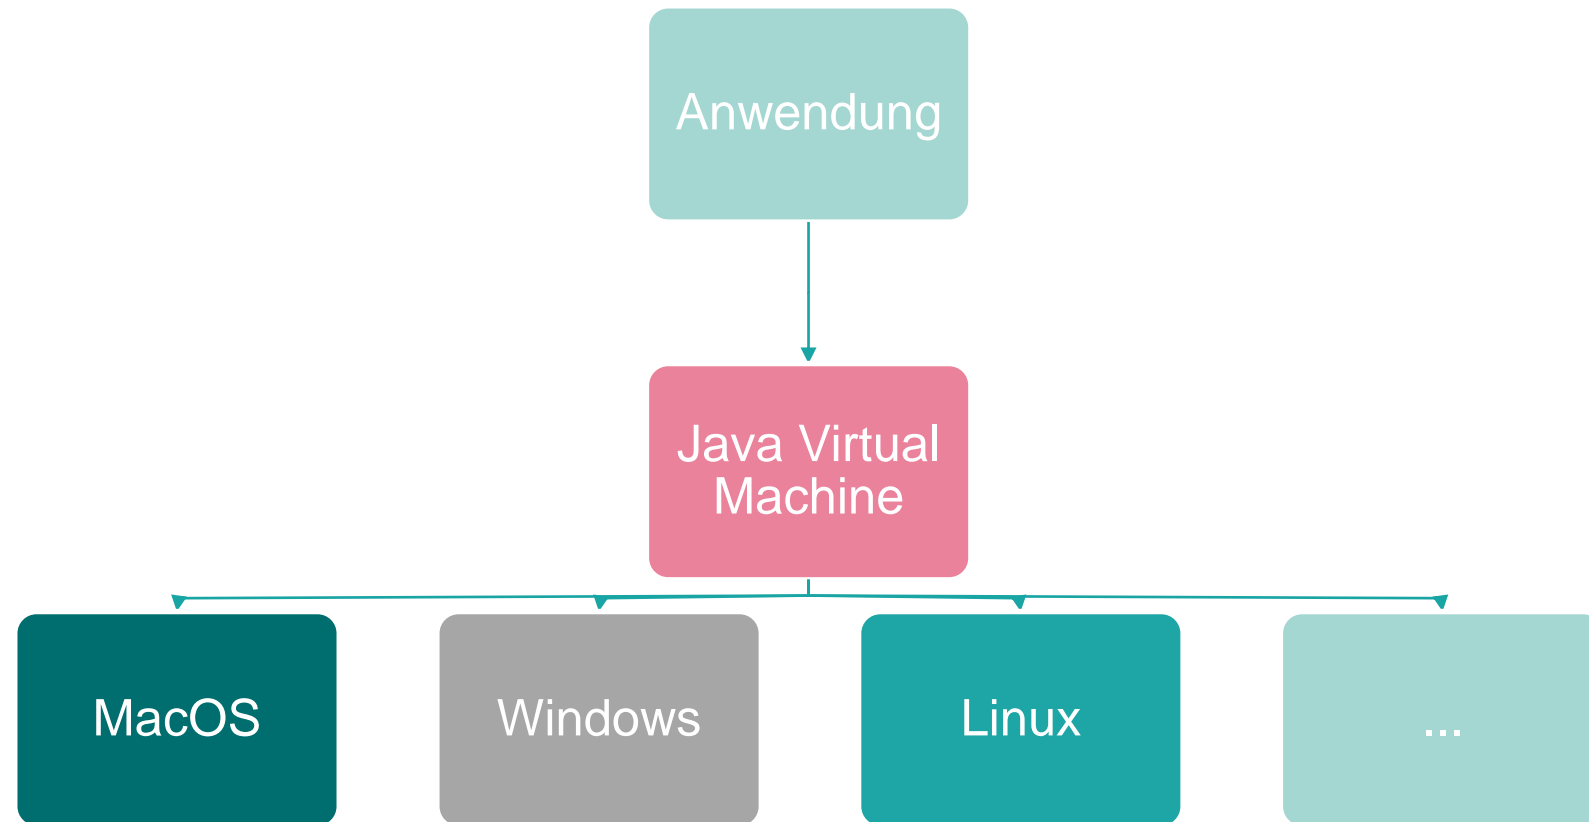 Anwendung
Java Virtual
Machine
MacOS
Windows
Linux
...